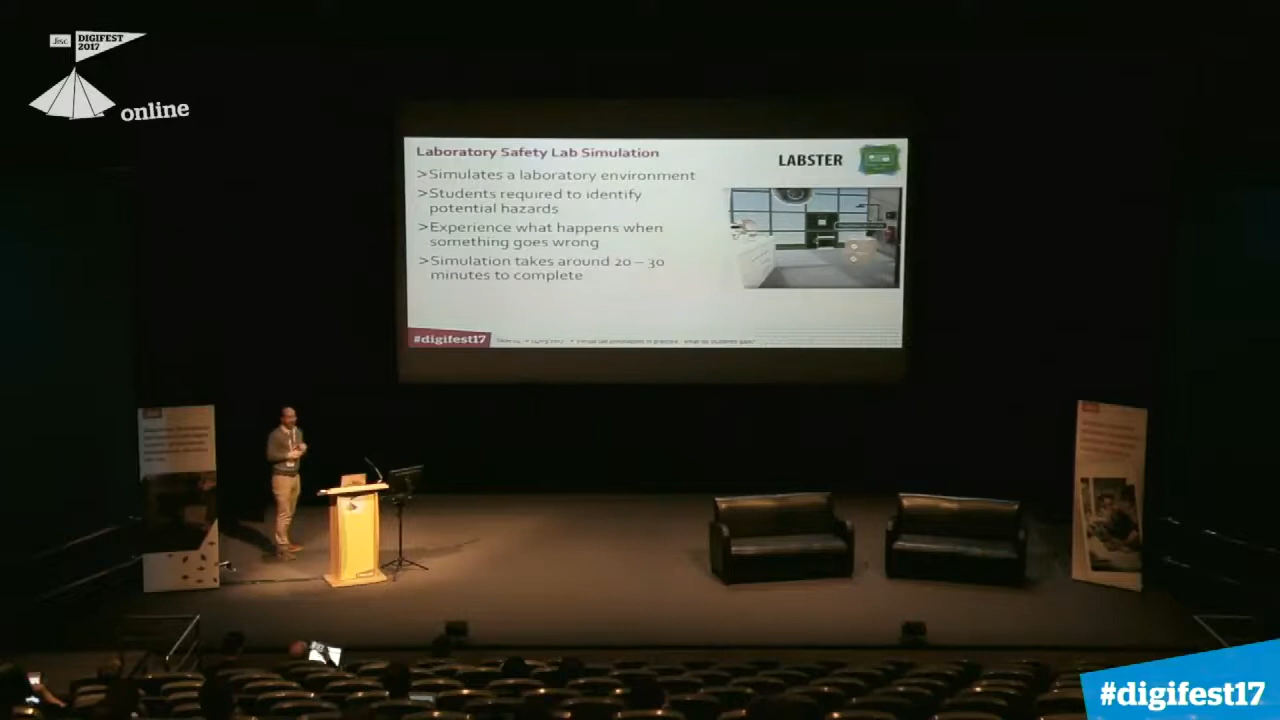 Jisc
DIGIFEST
2017
online
Laboratory Safety Lab Simulation
LABSTER
>Simulates a laboratory environment
>Students required to identify
potential hazards
>Experience what happens when
something goes wrong
>Simulation takes around 20 – 30
minutes to complete
#digifest17
#digifest17